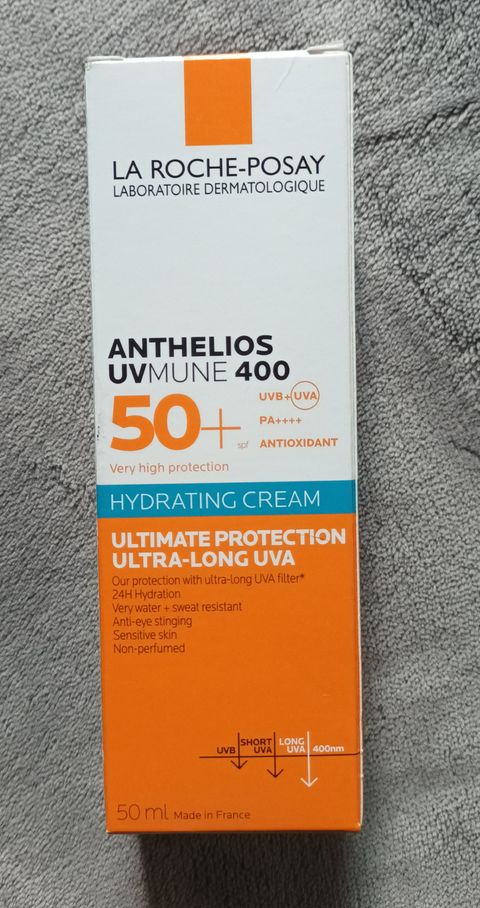 LA ROCHE-POSAY
LABORATOIRE DERMATOLOGIQUE
ANTHELIOS
UVMUNE 400
50+ spf
UVB+UVA
PA++++
ANTIOXIDANT
Very high protection
HYDRATING CREAM
ULTIMATE PROTECTION
ULTRA-LONG UVA
Our protection with ultra-long UVA filter*
24H Hydration
Very water + sweat resistant
Anti-eye stinging
Sensitive skin
Non-perfumed
UVB SHORT UVA LONG UVA 400nm
50 ml Made in France